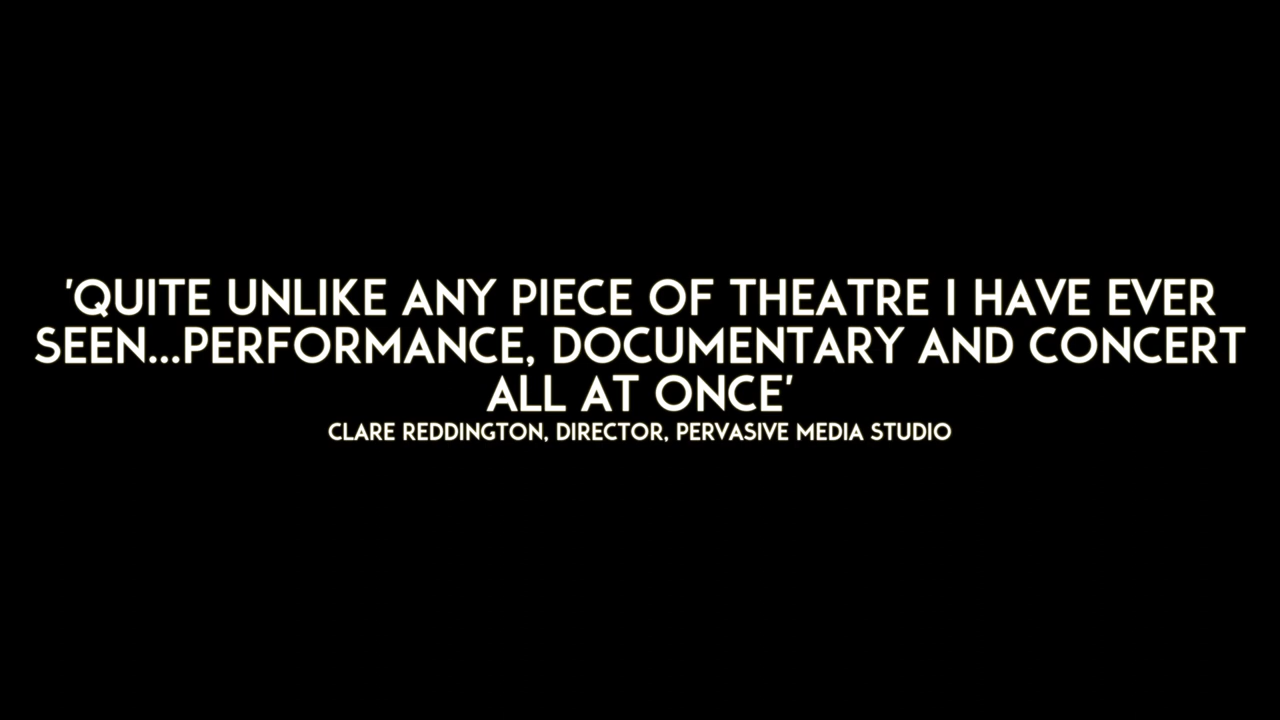 'QUITE UNLIKE ANY PIECE OF THEATRE I HAVE EVER
SEEN...PERFORMANCE, DOCUMENTARY AND CONCERT
ALL AT ONCE'
CLARE REDDINGTON, DIRECTOR, PERVASIVE MEDIA STUDIO